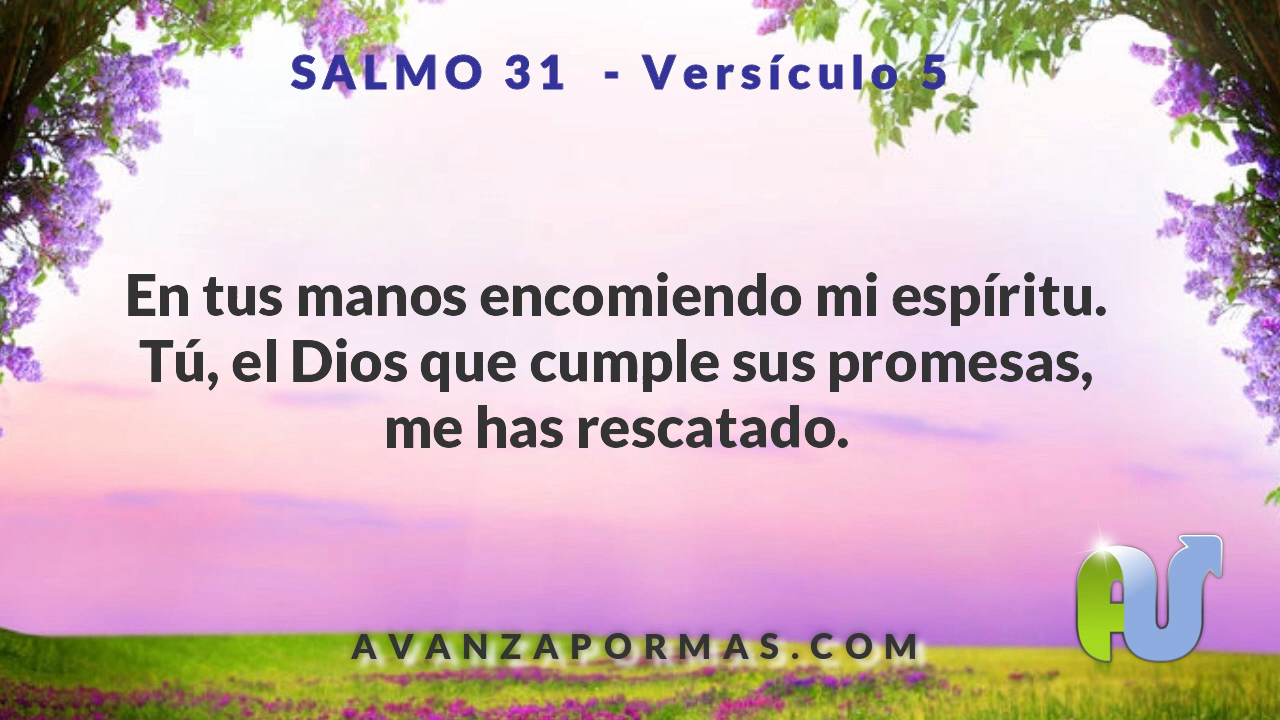 SALMO 31 - Versículo 5
En tus manos encomiendo mi espíritu.
Tú, el Dios que cumple sus promesas,
me has rescatado.
AVANZAPORMAS.COM